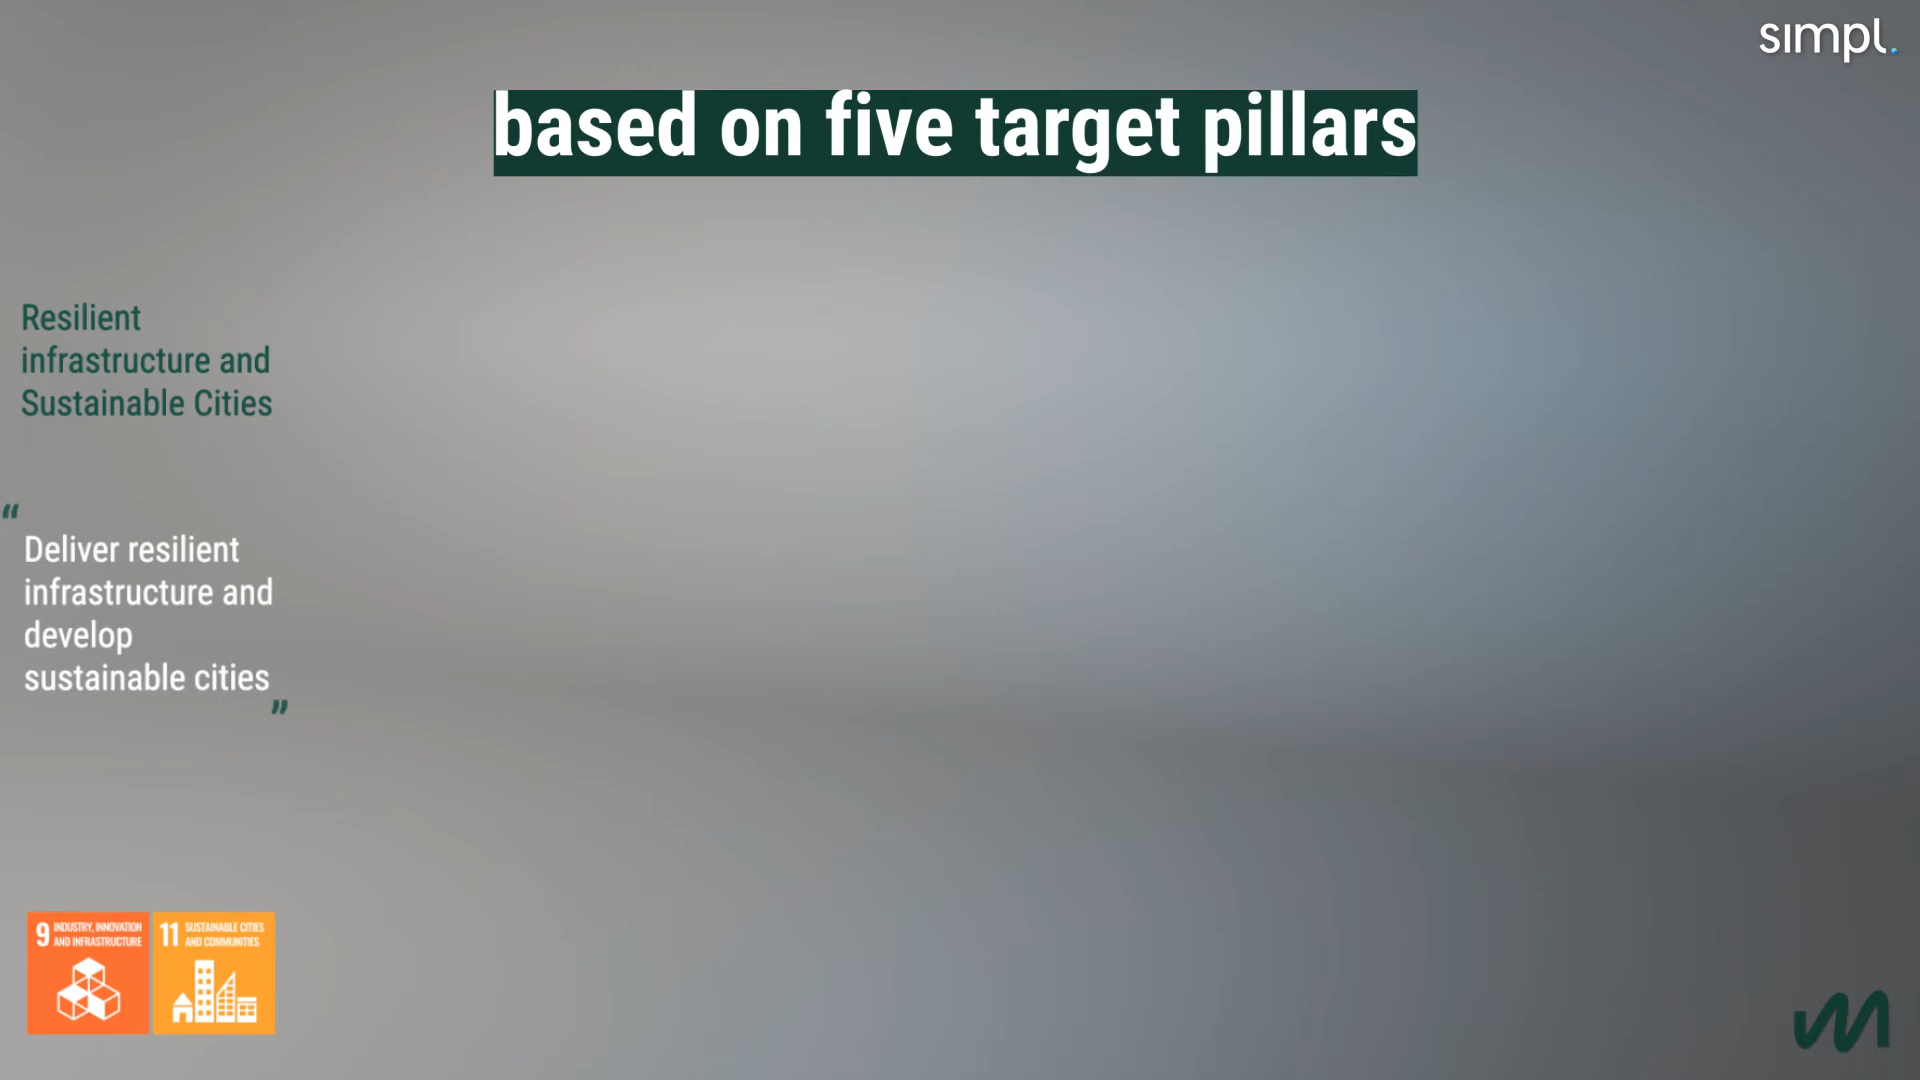 simpl.
based on five target pillars
Resilient
infrastructure and
Sustainable Cities
“
Deliver resilient
infrastructure and
develop
sustainable cities
”
9 INDUSTRY, INNOVATION
AND INFRASTRUCTURE
11 SUSTAINABLE CITIES
AND COMMUNITIES